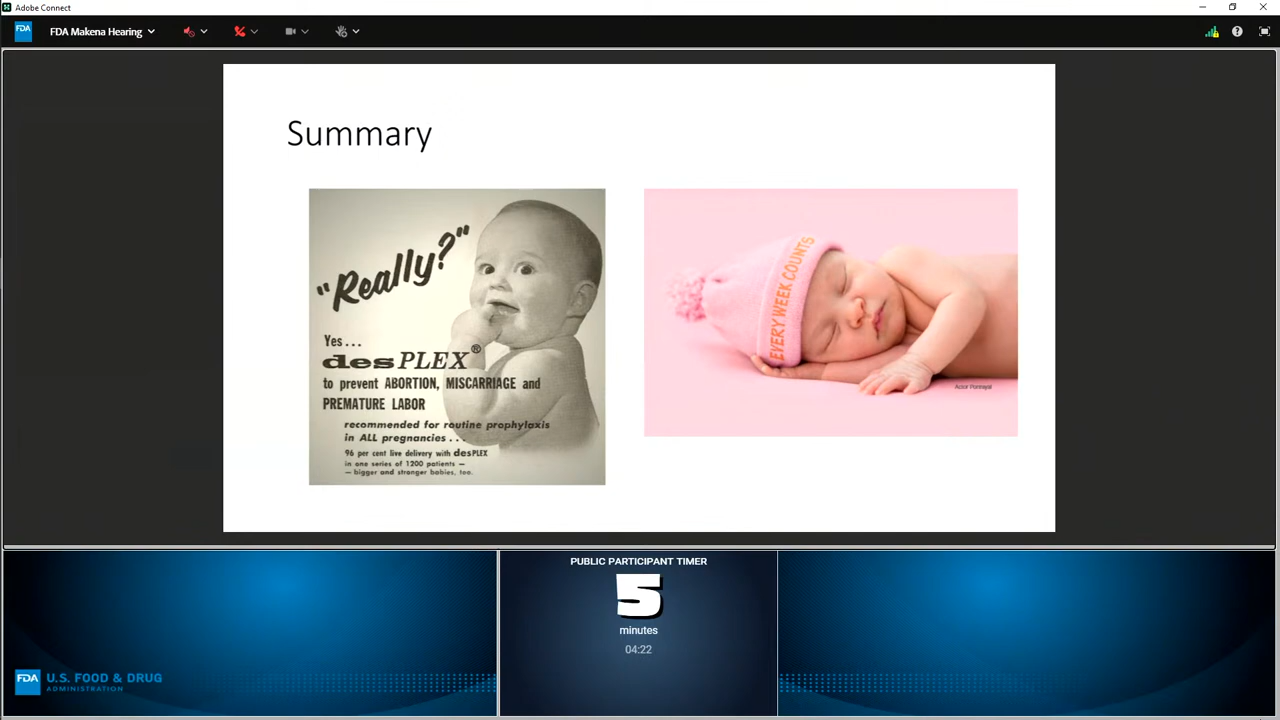 Adobe Connect
FDA
FDA Makena Hearing
Summary
"Really?"
Yes...
desPLEX®
to prevent ABORTION, MISCARRIAGE and
PREMATURE LABOR
recommended for routine prophylaxis
in ALL pregnancies . . .
96 per cent live delivery with desPLEX
in one series of 1200 patients —
— bigger and stronger babies, too.
EVERY WEEK COUNTS
Actor Portrayal
PUBLIC PARTICIPANT TIMER
5
minutes
04:22
FDA U.S. FOOD & DRUG
ADMINISTRATION